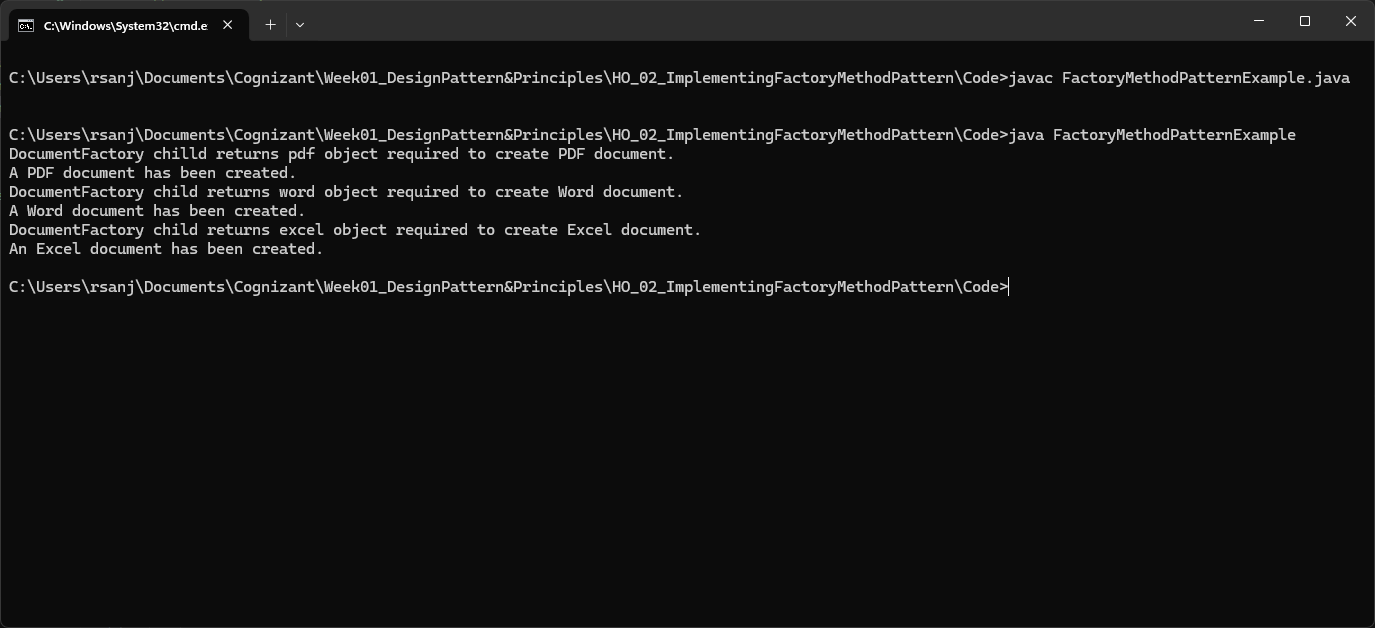 C:\Windows\System32\cmd.e
C:\Users\rsanj\Documents\Cognizant\Week01_DesignPattern&Principles\HO_02_ImplementingFactoryMethodPattern\Code>javac FactoryMethodPatternExample.java
C:\Users\rsanj\Documents\Cognizant\Week01_DesignPattern&Principles\HO_02_ImplementingFactoryMethodPattern\Code>java FactoryMethodPatternExample
DocumentFactory chilld returns pdf object required to create PDF document.
A PDF document has been created.
DocumentFactory child returns word object required to create Word document.
A Word document has been created.
DocumentFactory child returns excel object required to create Excel document.
An Excel document has been created.
C:\Users\rsanj\Documents\Cognizant\Week01_DesignPattern&Principles\HO_02_ImplementingFactoryMethodPattern\Code>